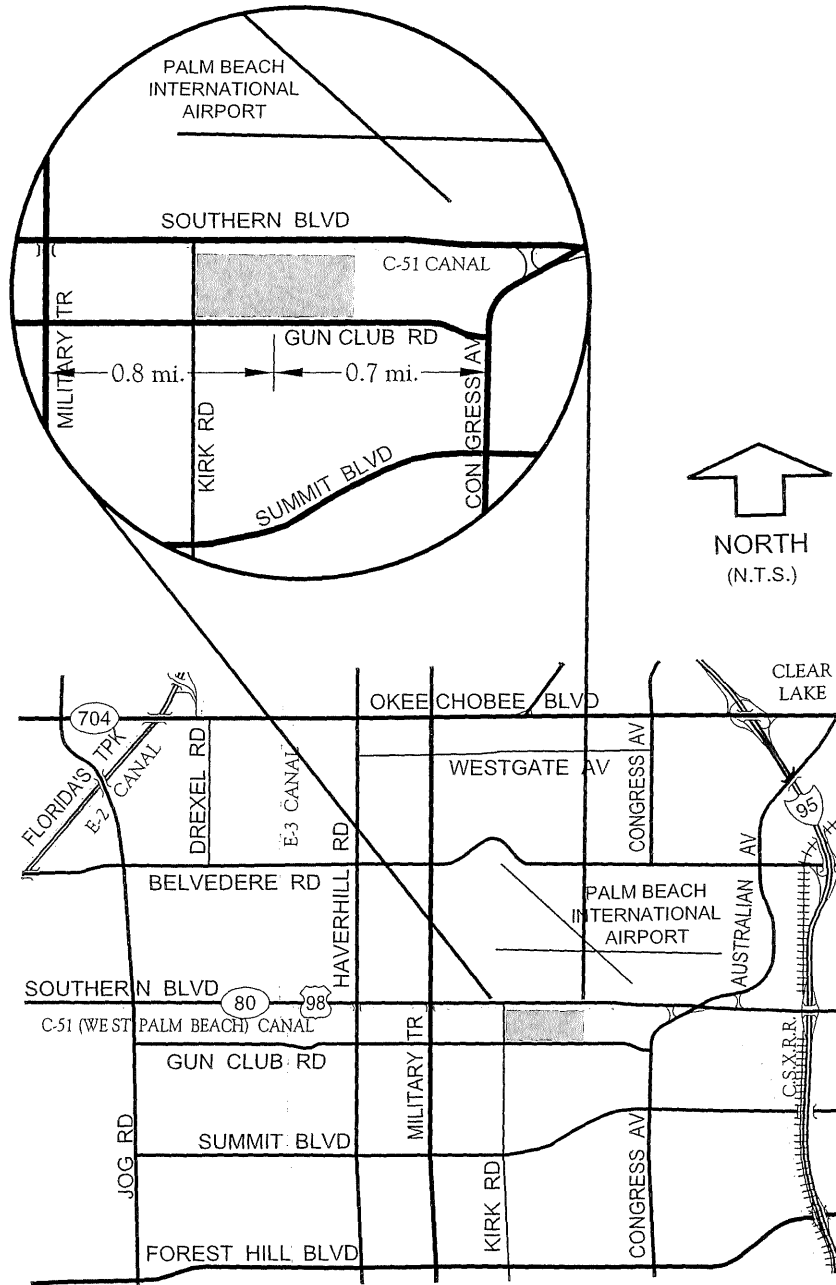 PALM BEACH
INTERNATIONAL
AIRPORT
SOUTHERN BLVD
C-51 CANAL
MILITARY TR
GUN CLUB RD
0.8 mi.
0.7 mi.
KIRK RD
CONGRESS AV
SUMMIT BLVD
NORTH
(N.T.S.)
CLEAR
LAKE
OKEECHOBEE BLVD
704
FLORIDA'S TPK
E-2 CANAL
DREXEL RD
E-3 CANAL
HAVERHILL RD
WESTGATE AV
CONGRESS AV
95
BELVEDERE RD
PALM BEACH
INTERNATIONAL
AIRPORT
AUSTRALIAN AV
SOUTHERN BLVD
80
98
C-51 (WEST PALM BEACH) CANAL
GUN CLUB RD
MILITARY TR
C.S.X.R.R.
JOG RD
SUMMIT BLVD
KIRK RD
CONGRESS AV
FOREST HILL BLVD